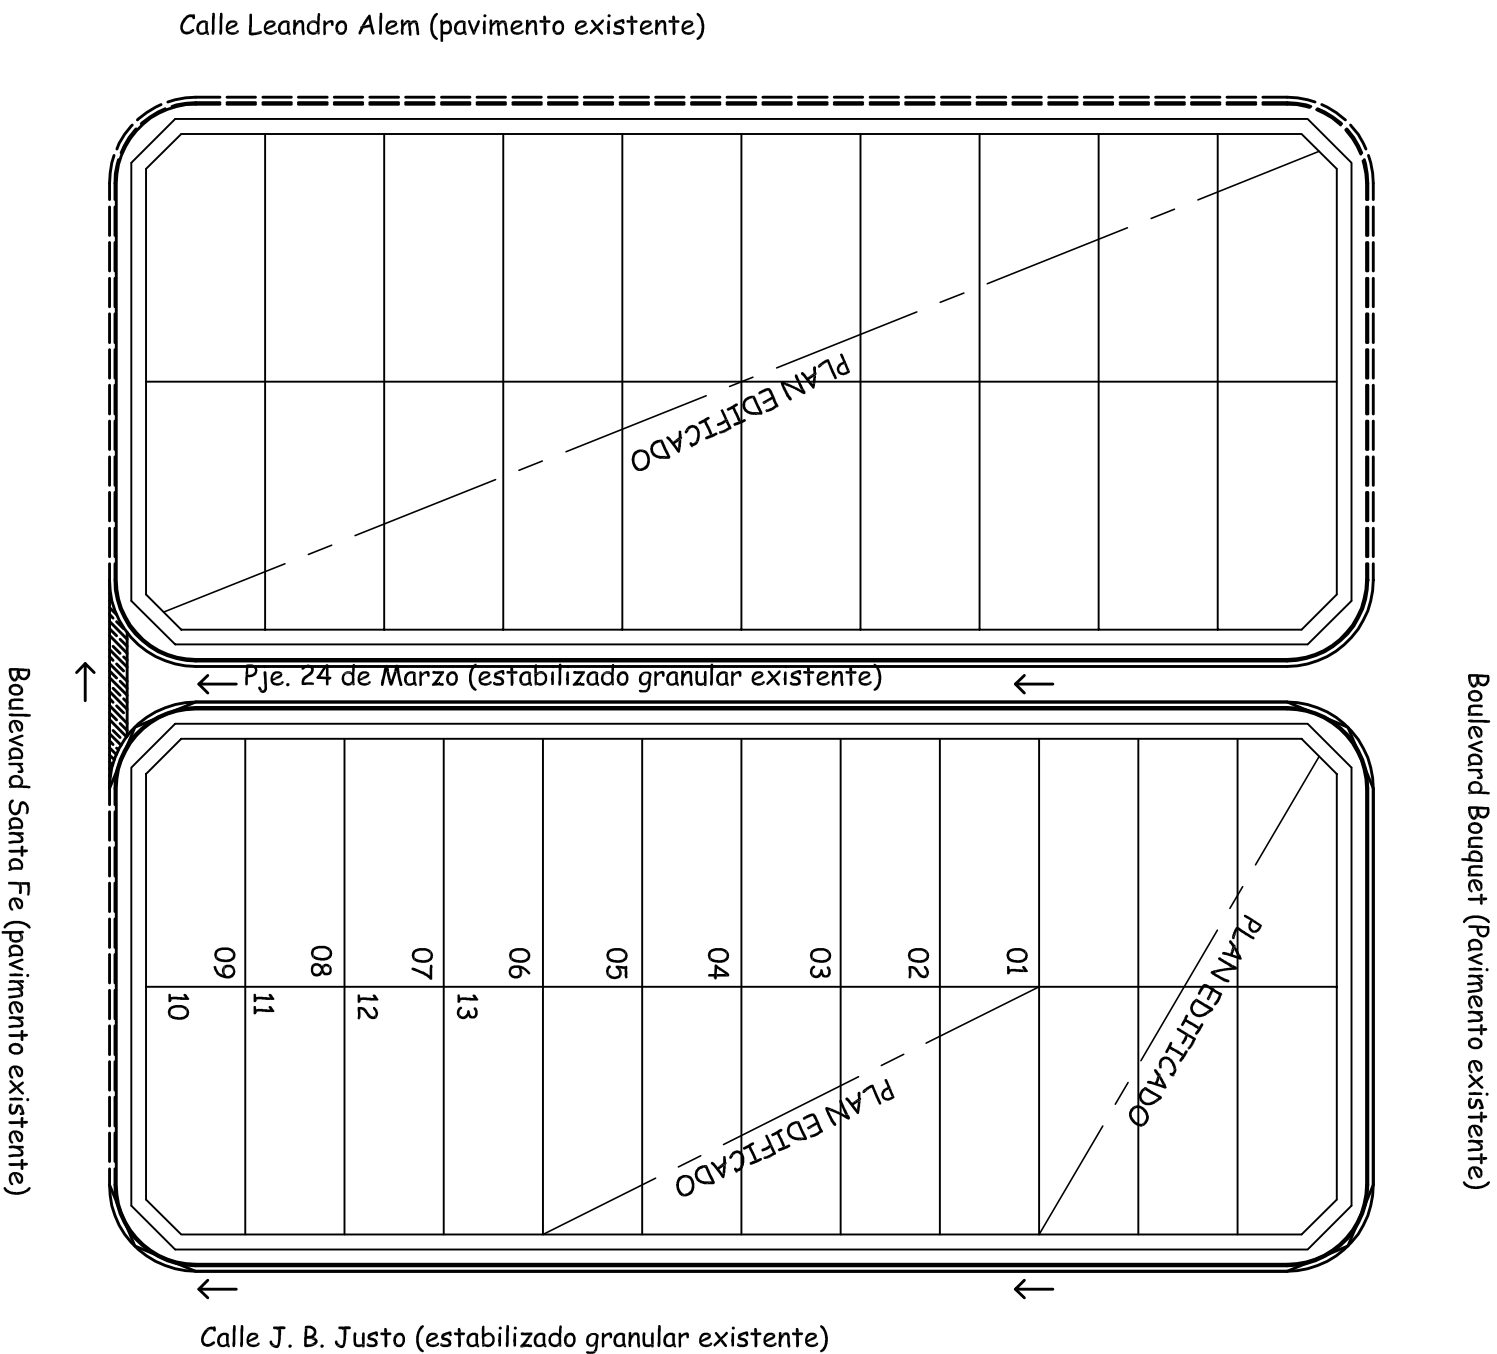 Calle Leandro Alem (pavimento existente)
PLAN EDIFICADO
Pje. 24 de Marzo (estabilizado granular existente)
Boulevard Santa Fe (pavimento existente)
Boulevard Bouquet (Pavimento existente)
09
08
07
06
05
04
03
02
01
PLAN EDIFICADO
10
11
12
13
PLAN EDIFICADO
Calle J. B. Justo (estabilizado granular existente)